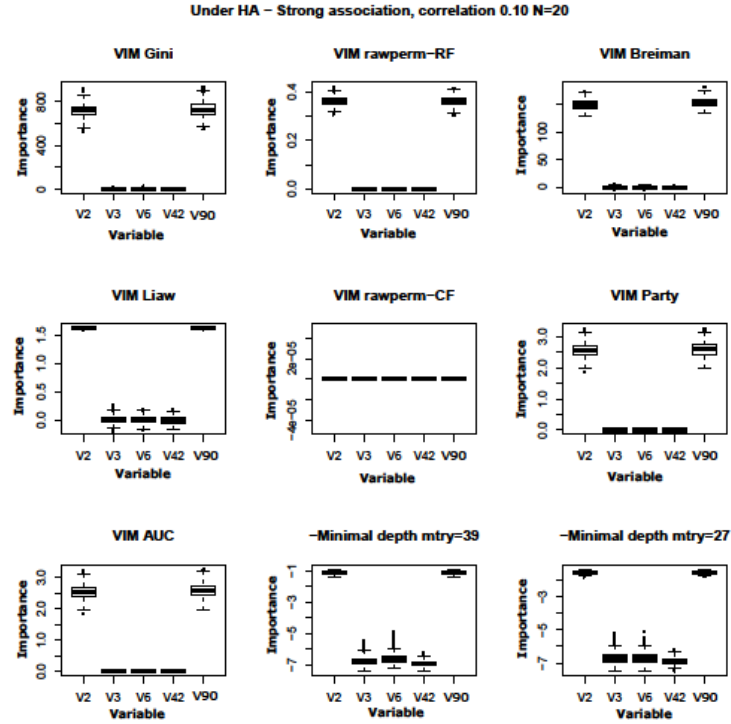 Under HA − Strong association, correlation 0.10 N=20
VIM Gini
VIM rawperm−RF
VIM Breiman
Importance
0 400 800
V2 V3 V6 V42 V90
Variable
Importance
0.0 0.2 0.4
V2 V3 V6 V42 V90
Variable
Importance
0 50 100
V2 V3 V6 V42 V90
Variable
VIM Liaw
VIM rawperm−CF
VIM Party
Importance
0.0 0.5 1.0 1.5
V2 V3 V6 V42 V90
Variable
Importance
−4e−05 2e−05
V2 V3 V6 V42 V90
Variable
Importance
0.0 1.0 2.0 3.0
V2 V3 V6 V42 V90
Variable
VIM AUC
−Minimal depth mtry=39
−Minimal depth mtry=27
Importance
0.0 1.0 2.0 3.0
V2 V3 V6 V42 V90
Variable
Importance
−7 −5 −3 −1
V2 V3 V6 V42 V90
Variable
Importance
−7 −5 −3 −1
V2 V3 V6 V42 V90
Variable